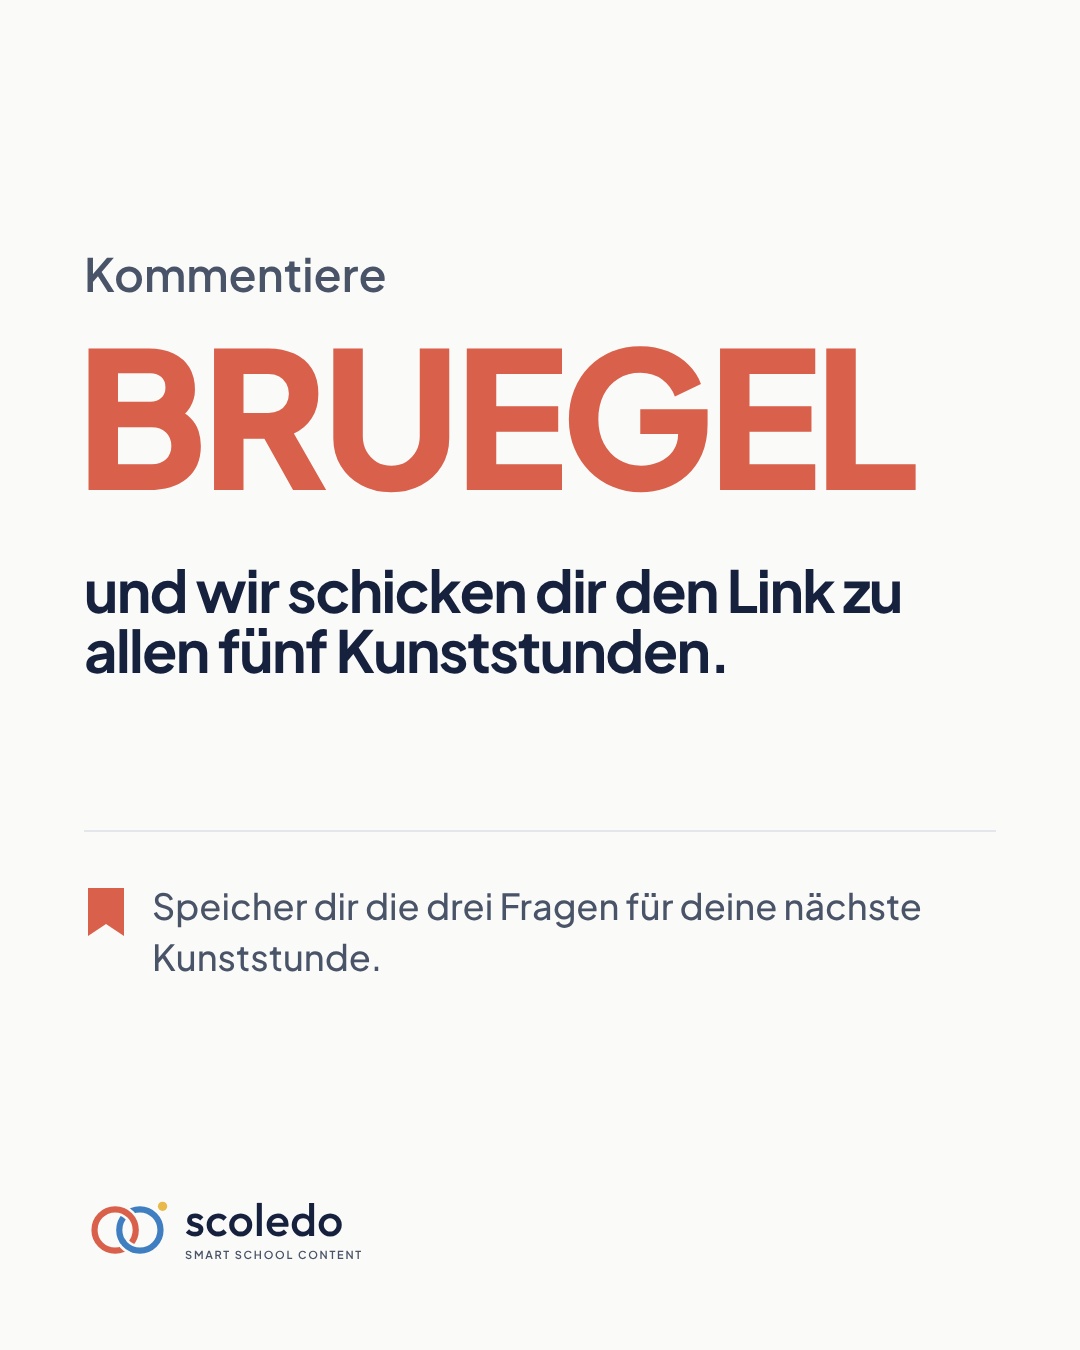 Kommentiere
BRUEGEL
und wir schicken dir den Link zu
allen fünf Kunststunden.
Speicher dir die drei Fragen für deine nächste
Kunststunde.
scoledo
SMART SCHOOL CONTENT